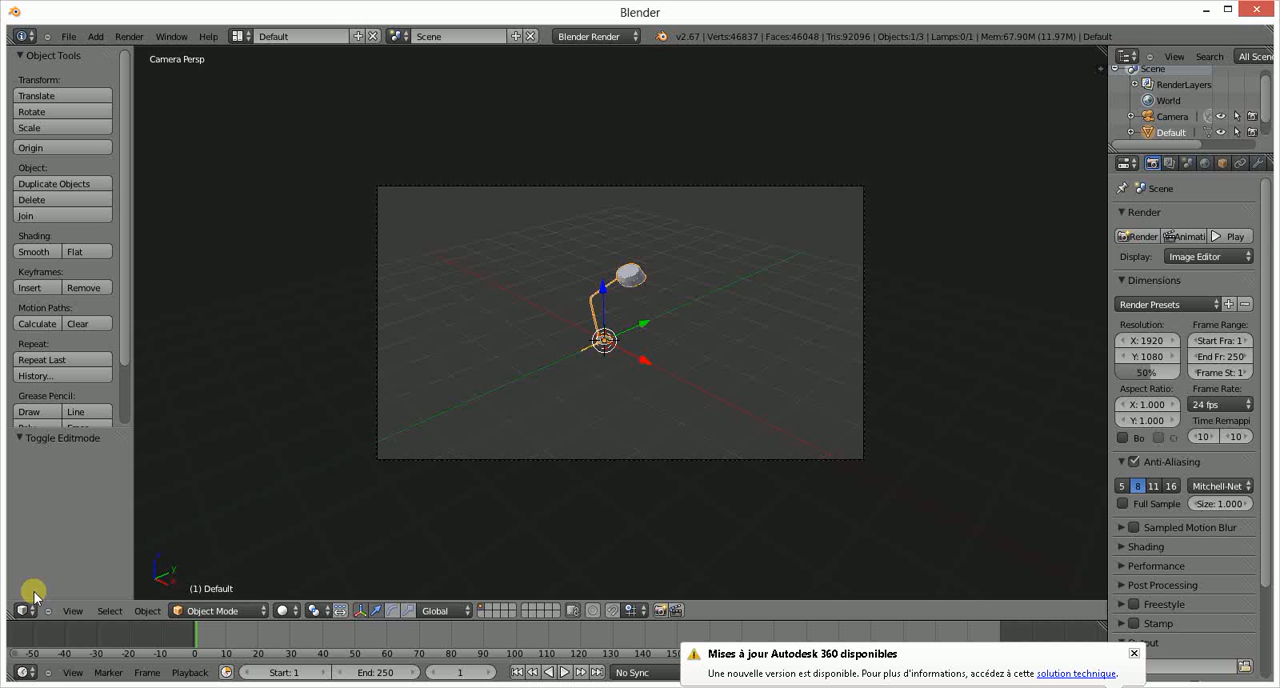 Blender
File Add Render Window Help Default Scene Blender Render v2.67 | Verts:46837 | Faces:46048 | Tris:92096 | Objects:1/3 | Lamps:0/1 | Mem:67.90M (11.97M) | Default
Object Tools
Transform:
Translate
Rotate
Scale
Origin
Object:
Duplicate Objects
Delete
Join
Shading:
Smooth Flat
Keyframes:
Insert Remove
Motion Paths:
Calculate Clear
Repeat:
Repeat Last
History...
Grease Pencil:
Draw Line
Toggle Editmode
Camera Persp
(1) Default
View Select Object Object Mode Global
-50 -40 -30 -20 -10 0 10 20 30 40 50 60 70 80 90 100 110 120 130 140
View Marker Frame Playback Start: 1 End: 250 1 No Sync
View Search All Scene
Scene
RenderLayers
World
Camera
Default
Scene
Render
Render Animati Play
Display: Image Editor
Dimensions
Render Presets
Resolution: Frame Range:
X: 1920 Start Fra: 1
Y: 1080 End Fr: 250
50% Frame St: 1
Aspect Ratio: Frame Rate:
X: 1.000 24 fps
Y: 1.000 Time Remappi
Bo Cr 10 10
Anti-Aliasing
5 8 11 16 Mitchell-Net
Full Sample Size: 1.000
Sampled Motion Blur
Shading
Performance
Post Processing
Freestyle
Stamp
Mises à jour Autodesk 360 disponibles
Une nouvelle version est disponible. Pour plus d'informations, accédez à cette solution technique.